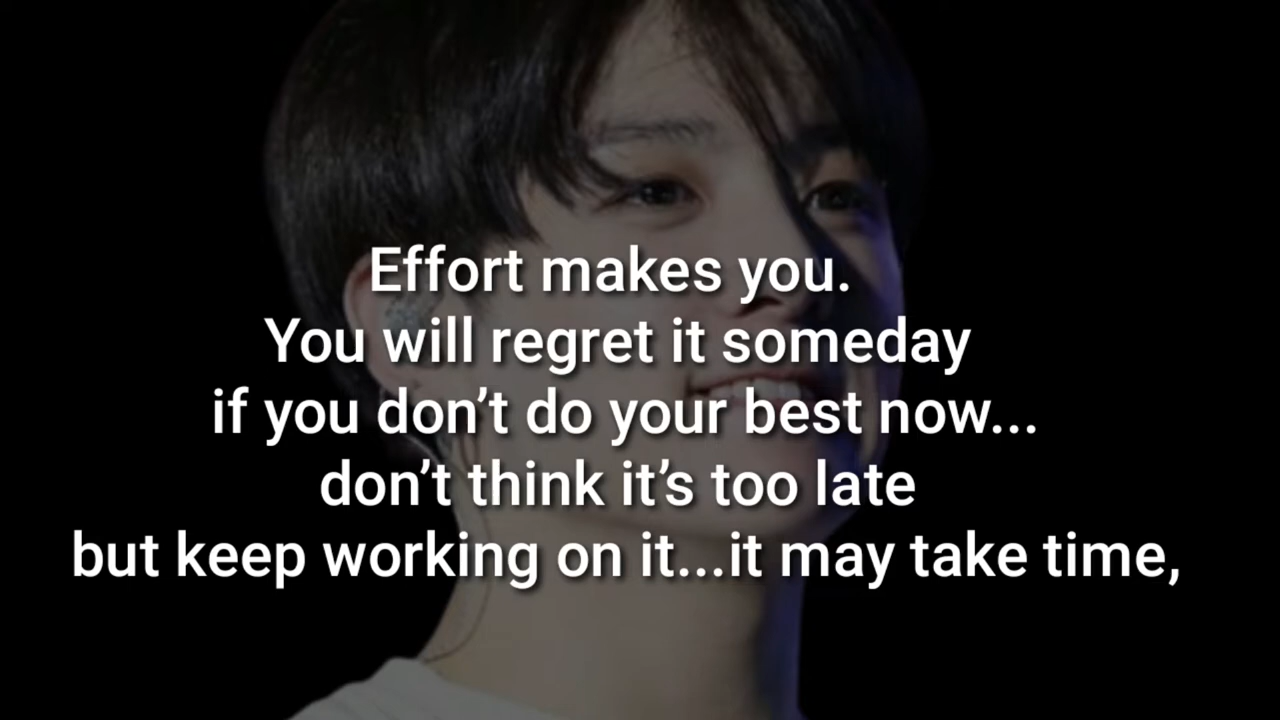 Effort makes you.
You will regret it someday
if you don’t do your best now...
don’t think it’s too late
but keep working on it...it may take time,